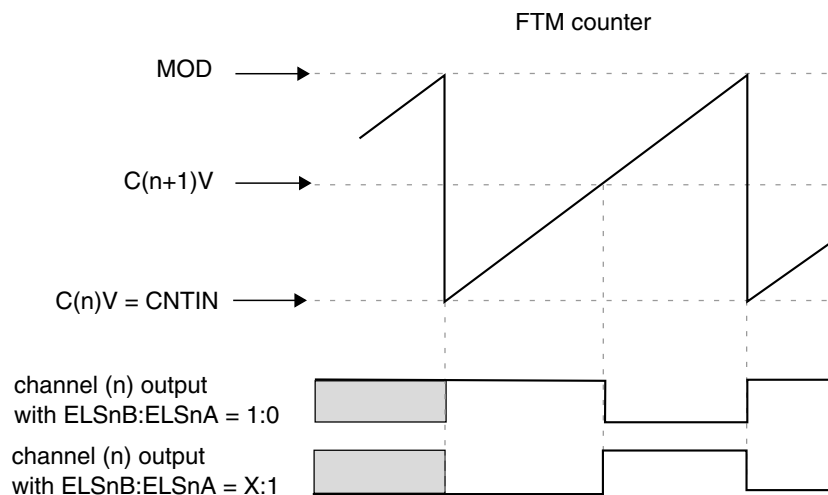 FTM counter
MOD
C(n+1)V
C(n)V = CNTIN
channel (n) output
with ELSnB:ELSnA = 1:0
channel (n) output
with ELSnB:ELSnA = X:1